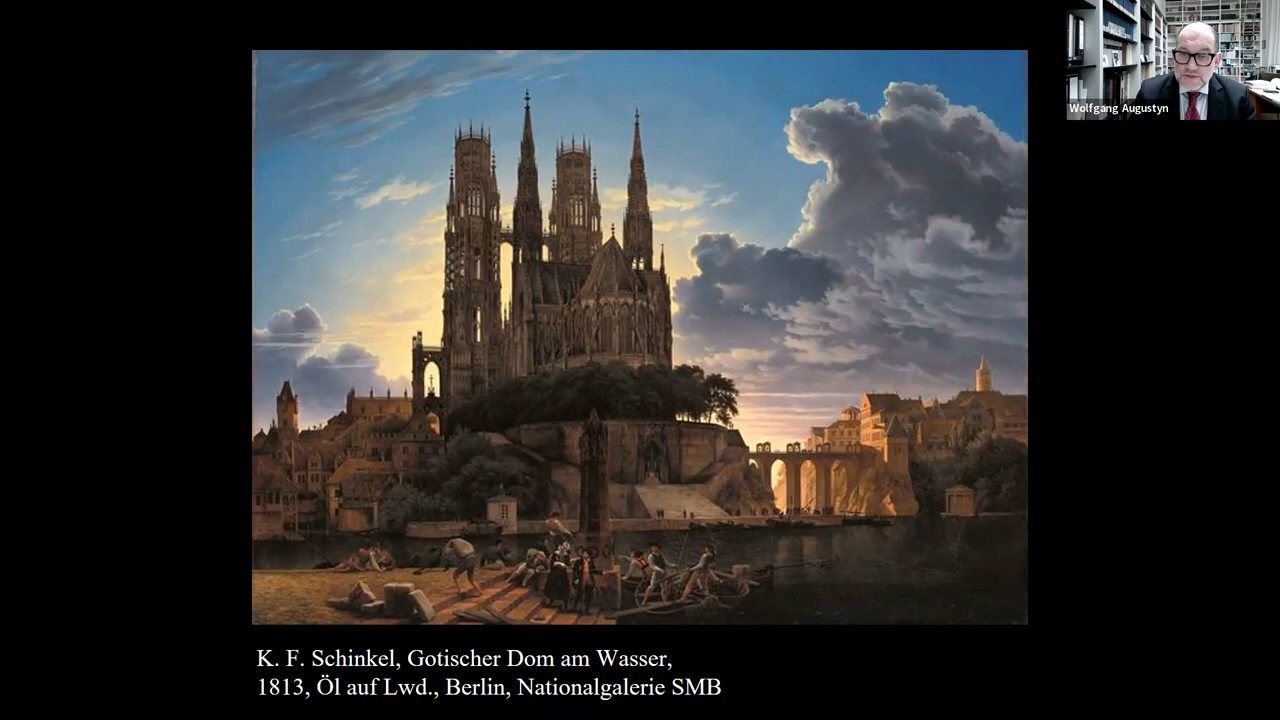 Wolfgang Augustyn
K. F. Schinkel, Gotischer Dom am Wasser,
1813, Öl auf Lwd., Berlin, Nationalgalerie SMB